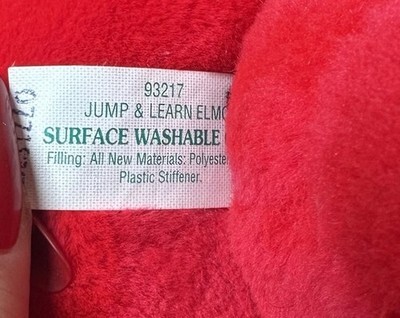 93217
JUMP & LEARN ELMO
SURFACE WASHABLE
Filling: All New Materials: Polyester
Plastic Stiffener.